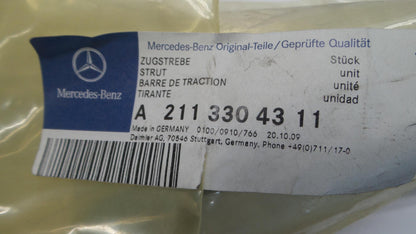 Mercedes-Benz
Mercedes-Benz Original-Teile/Geprüfte Qualität
ZUGSTREBE Stück
STRUT unit
BARRE DE TRACTION unité
TIRANTE unidad
A 211 330 43 11
Made in GERMANY 0100/0910/766 20.10.09
Daimler AG, 70546 Stuttgart, Germany, Phone +49(0)711/17-0